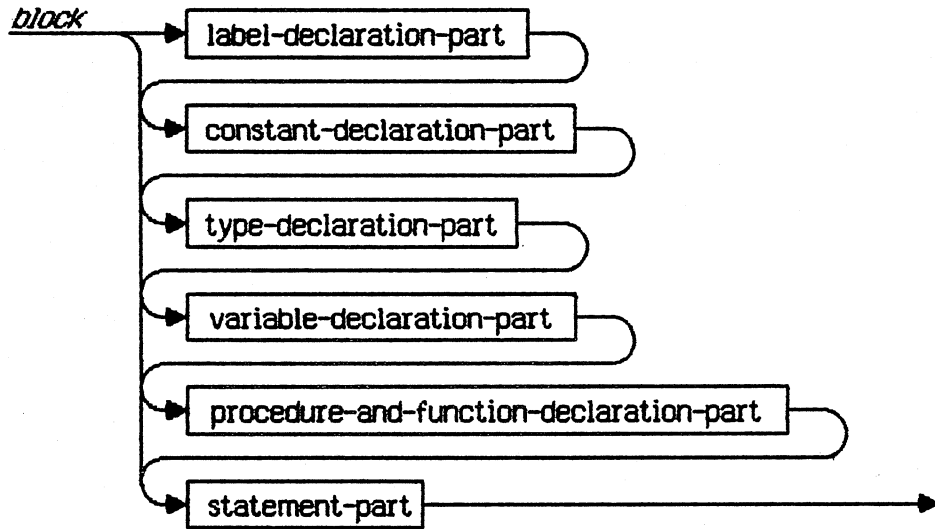 block
label-declaration-part
constant-declaration-part
type-declaration-part
variable-declaration-part
procedure-and-function-declaration-part
statement-part